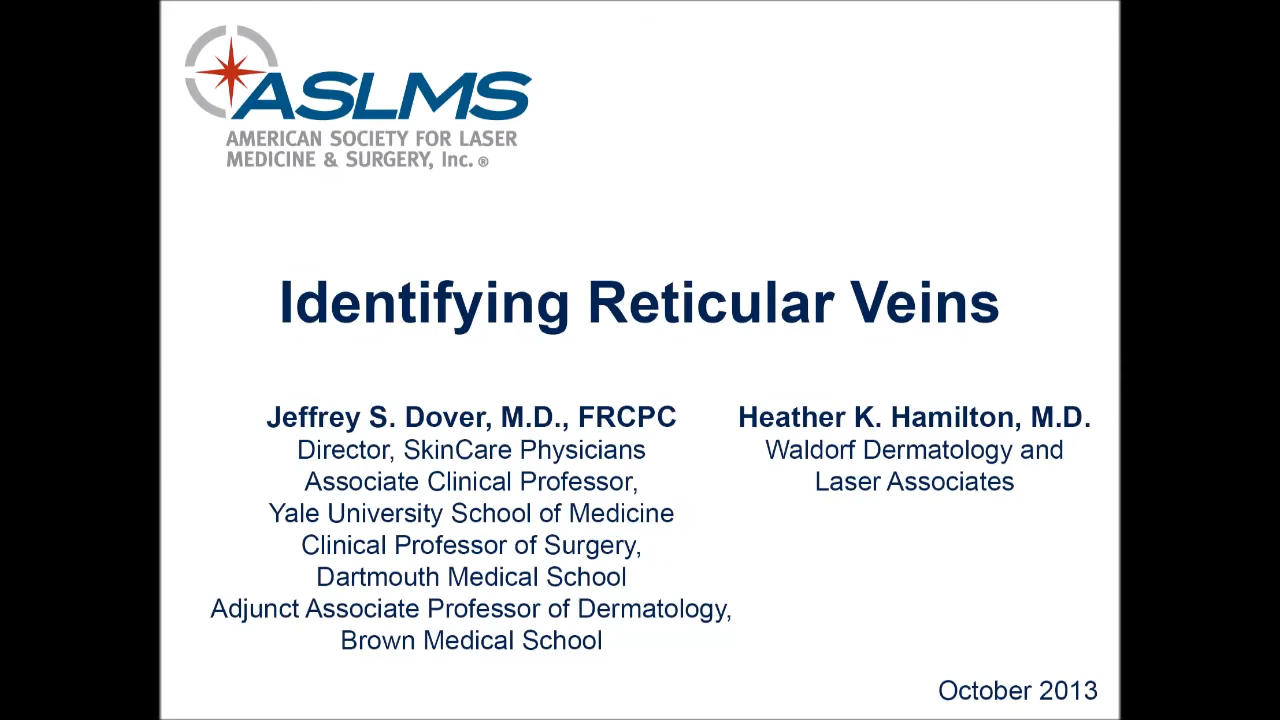 ASLMS
AMERICAN SOCIETY FOR LASER
MEDICINE & SURGERY, Inc. ®
Identifying Reticular Veins
Jeffrey S. Dover, M.D., FRCPC
Director, SkinCare Physicians
Associate Clinical Professor,
Yale University School of Medicine
Clinical Professor of Surgery,
Dartmouth Medical School
Adjunct Associate Professor of Dermatology,
Brown Medical School
Heather K. Hamilton, M.D.
Waldorf Dermatology and
Laser Associates
October 2013